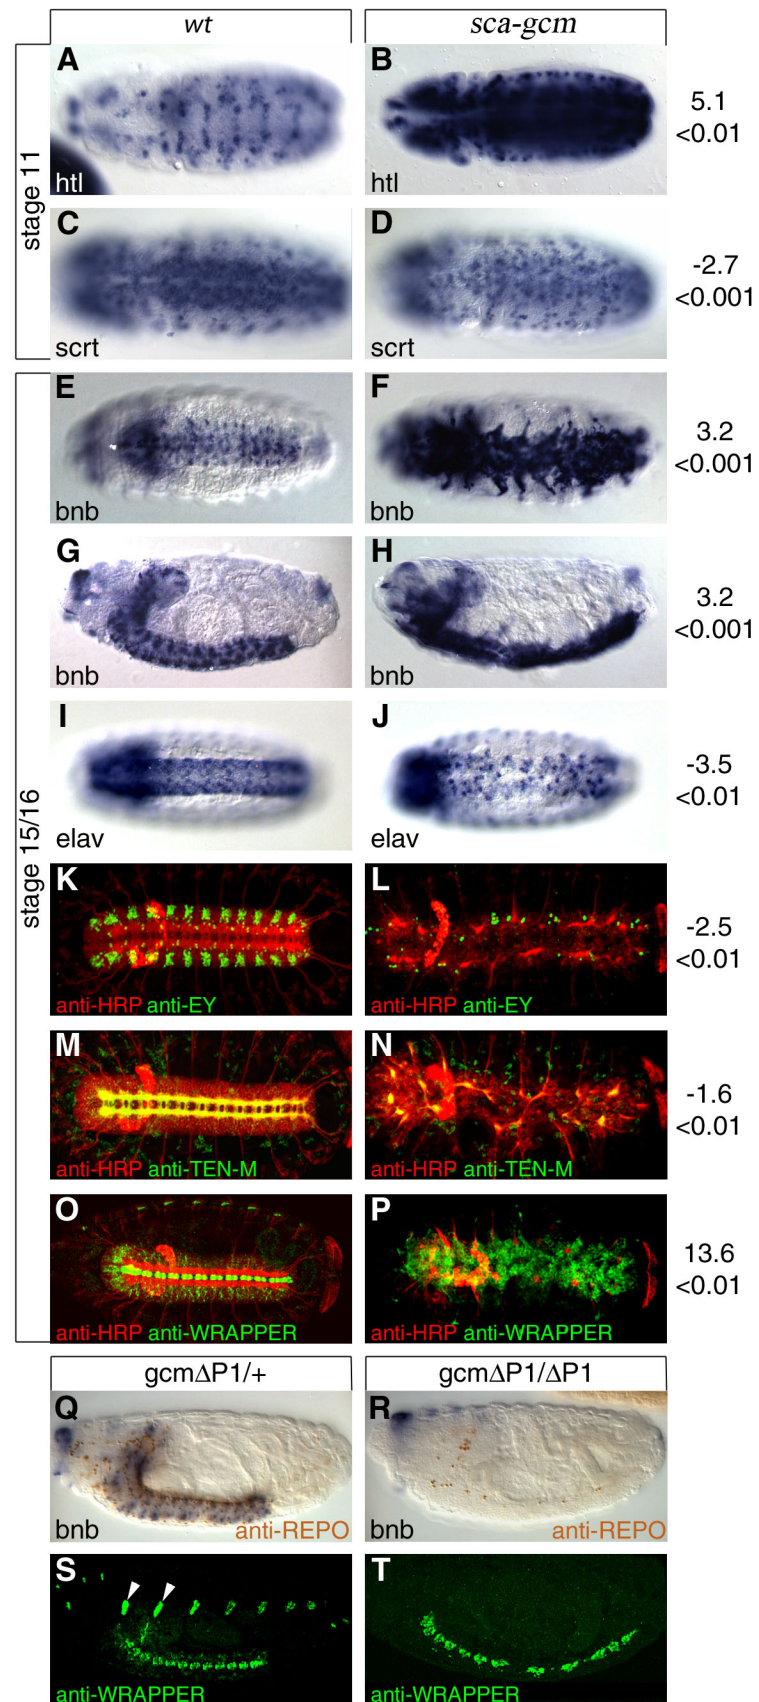 wt
sca-gcm
stage 11
A
htl
B
htl
5.1
<0.01
C
scrt
D
scrt
-2.7
<0.001
stage 15/16
E
bnb
F
bnb
3.2
<0.001
G
bnb
H
bnb
3.2
<0.001
I
elav
J
elav
-3.5
<0.01
K
anti-HRP anti-EY
L
anti-HRP anti-EY
-2.5
<0.01
M
anti-HRP anti-TEN-M
N
anti-HRP anti-TEN-M
-1.6
<0.01
O
anti-HRP anti-WRAPPER
P
anti-HRP anti-WRAPPER
13.6
<0.01
gcmΔP1/+
gcmΔP1/ΔP1
Q
bnb anti-REPO
R
bnb anti-REPO
S
anti-WRAPPER
T
anti-WRAPPER